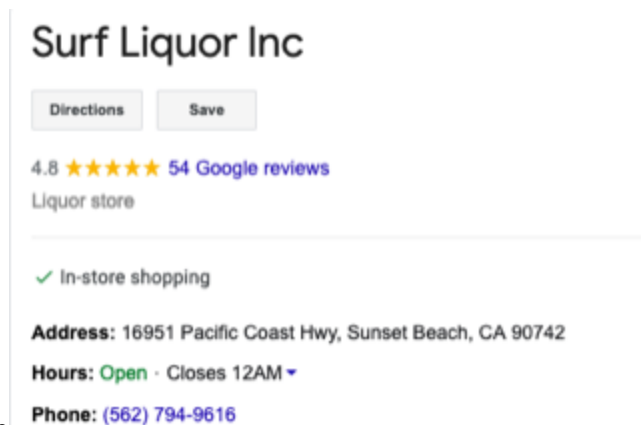 Surf Liquor Inc
Directions Save
4.8 54 Google reviews
Liquor store
In-store shopping
Address: 16951 Pacific Coast Hwy, Sunset Beach, CA 90742
Hours: Open · Closes 12AM
Phone: (562) 794-9616